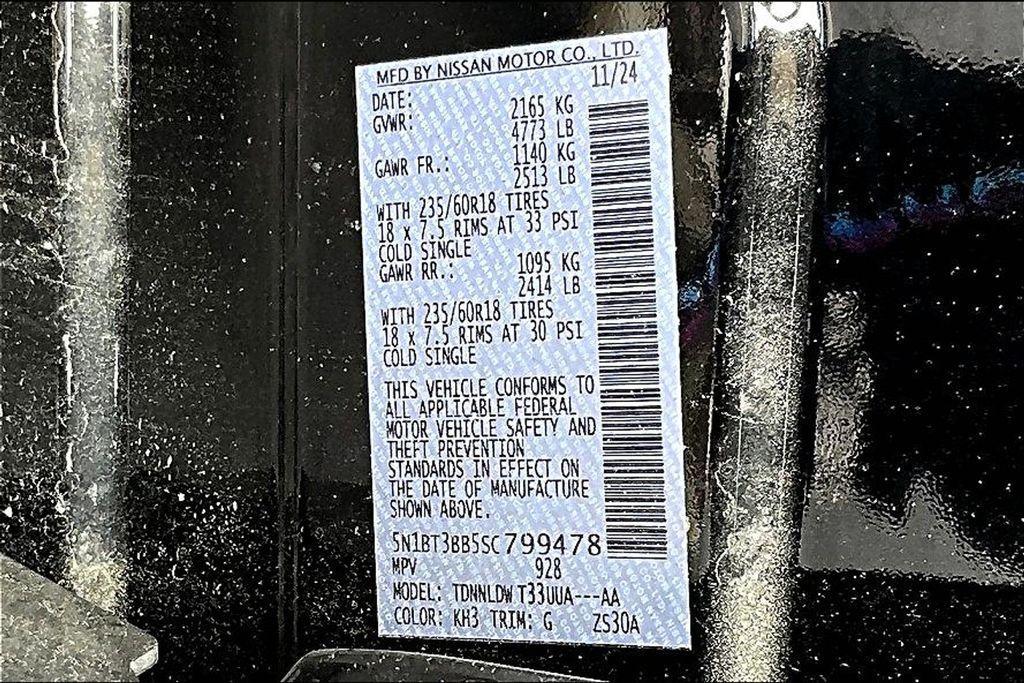 MFD BY NISSAN MOTOR CO., LTD.
DATE: 11/24
GVWR: 2165 KG
4773 LB
GAWR FR.: 1140 KG
2513 LB
WITH 235/60R18 TIRES
18 x 7.5 RIMS AT 33 PSI
COLD SINGLE
GAWR RR.: 1095 KG
2414 LB
WITH 235/60R18 TIRES
18 x 7.5 RIMS AT 30 PSI
COLD SINGLE
THIS VEHICLE CONFORMS TO
ALL APPLICABLE FEDERAL
MOTOR VEHICLE SAFETY AND
THEFT PREVENTION
STANDARDS IN EFFECT ON
THE DATE OF MANUFACTURE
SHOWN ABOVE.
5N1BT3BB5SC799478
MPV 928
MODEL: TDNNLDW T33UUA---AA
COLOR: KH3 TRIM: G ZS30A